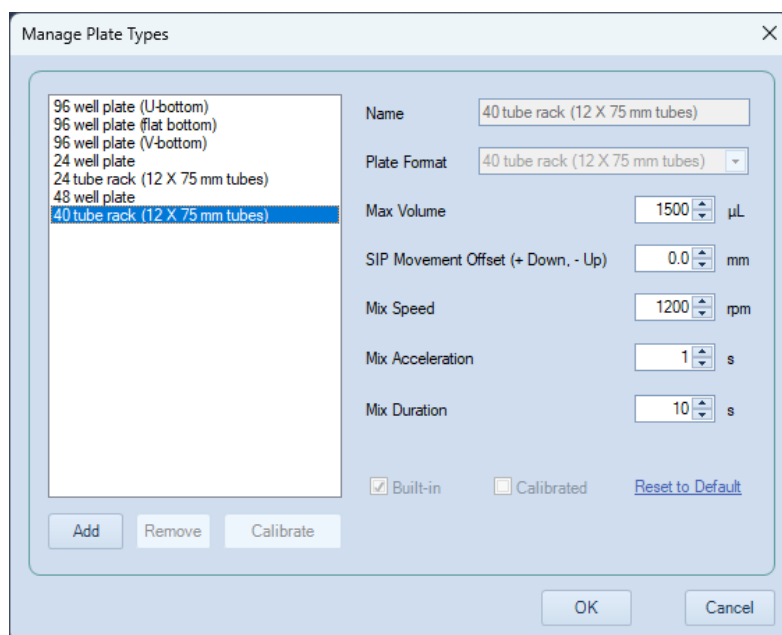 Manage Plate Types
96 well plate (U-bottom)
96 well plate (flat bottom)
96 well plate (V-bottom)
24 well plate
24 tube rack (12 X 75 mm tubes)
48 well plate
40 tube rack (12 X 75 mm tubes)
Name 40 tube rack (12 X 75 mm tubes)
Plate Format 40 tube rack (12 X 75 mm tubes)
Max Volume 1500 µL
SIP Movement Offset (+ Down, - Up) 0.0 mm
Mix Speed 1200 rpm
Mix Acceleration 1 s
Mix Duration 10 s
Built-in Calibrated Reset to Default
Add Remove Calibrate
OK Cancel